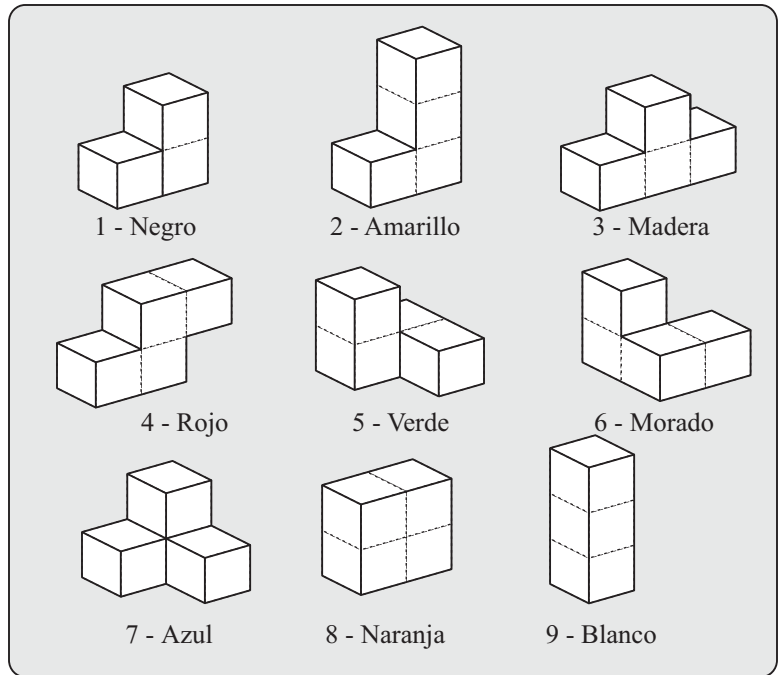 1 - Negro
2 - Amarillo
3 - Madera
4 - Rojo
5 - Verde
6 - Morado
7 - Azul
8 - Naranja
9 - Blanco